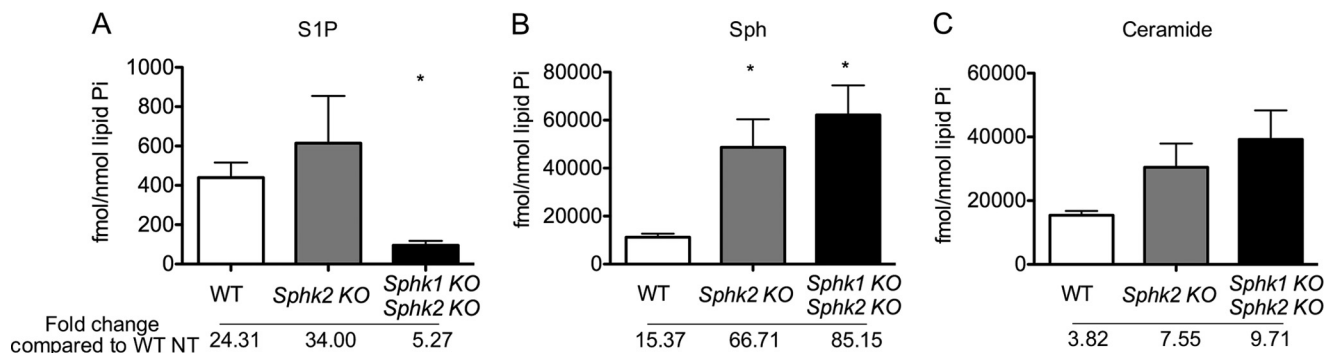 A
S1P
fmol/nmol lipid Pi
1000
800
600
400
200
0
*
WT
Sphk2 KO
Sphk1 KO
Sphk2 KO
Fold change
compared to WT NT
24.31 34.00 5.27
B
Sph
fmol/nmol lipid Pi
80000
60000
40000
20000
0
* *
WT
Sphk2 KO
Sphk1 KO
Sphk2 KO
15.37 66.71 85.15
C
Ceramide
fmol/nmol lipid Pi
60000
40000
20000
0
WT
Sphk2 KO
Sphk1 KO
Sphk2 KO
3.82 7.55 9.71